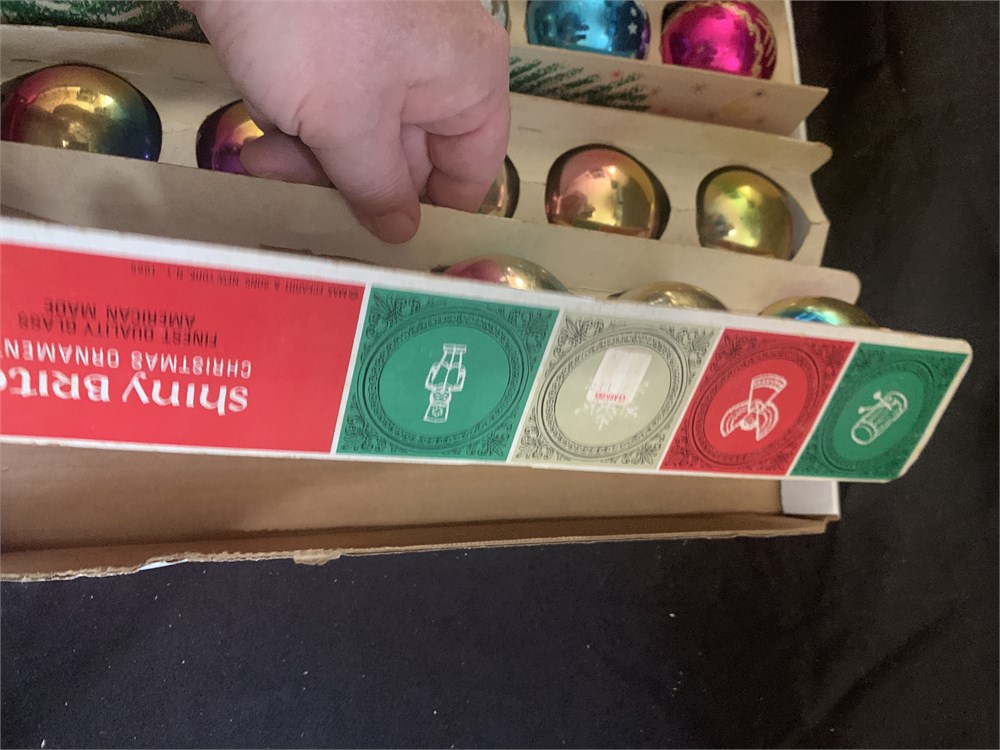 Shiny Brite
CHRISTMAS ORNAMEN
FINEST QUALITY GLASS
AMERICAN MADE